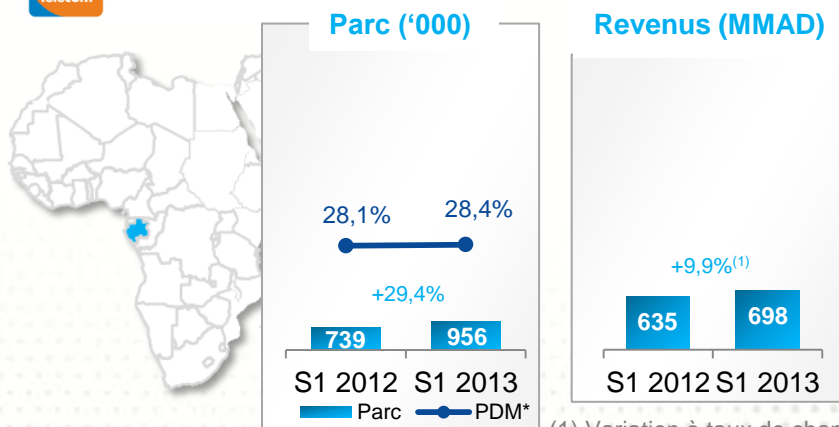 Parc (‘000)
Revenus (MMAD)
28,1% 28,4%
+29,4%
739 956
S1 2012 S1 2013
Parc PDM*
+9,9%(1)
635 698
S1 2012 S1 2013